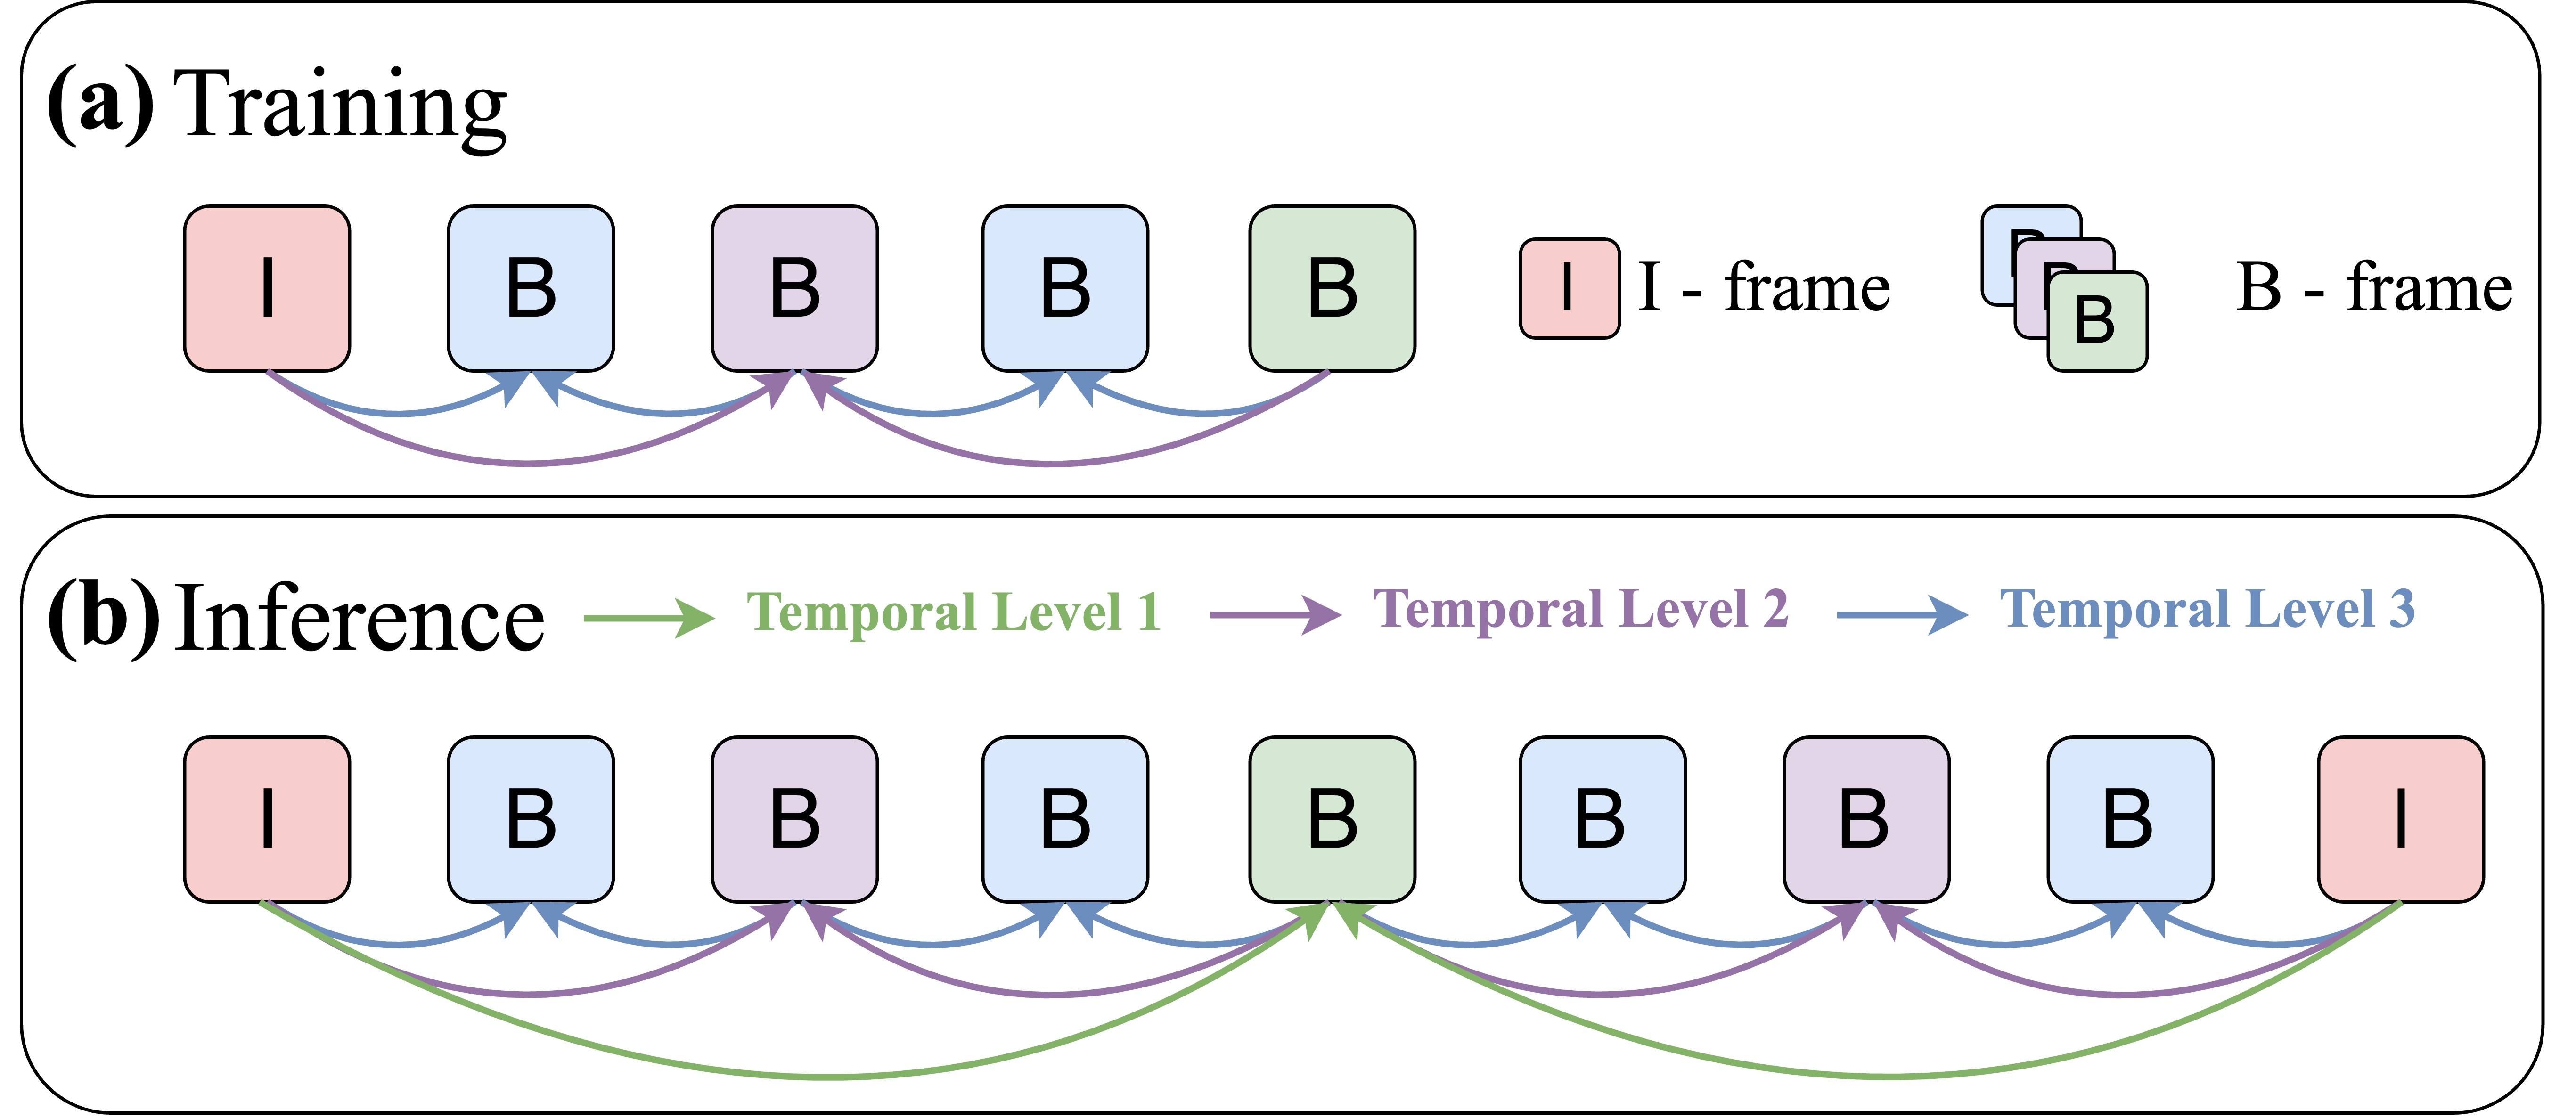 (a) Training
I B B B B I I - frame B B B B - frame
(b) Inference Temporal Level 1 Temporal Level 2 Temporal Level 3
I B B B B B B B I